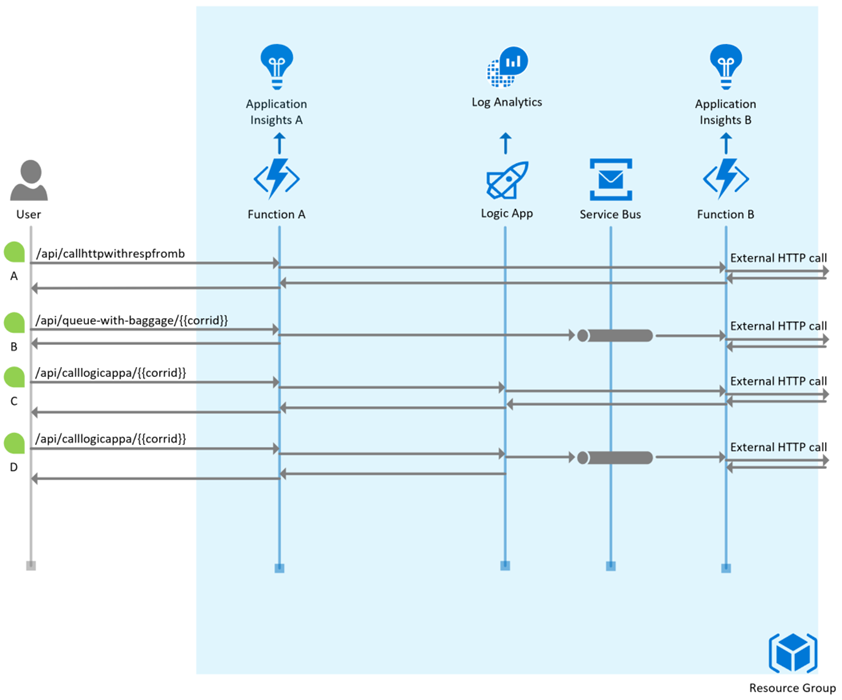 Application
Insights A
Log Analytics
Application
Insights B
User
Function A
Logic App
Service Bus
Function B
/api/callhttpwithrespfromb
External HTTP call
A
/api/queue-with-baggage/{{corrid}}
External HTTP call
B
/api/calllogicappa/{{corrid}}
External HTTP call
C
/api/calllogicappa/{{corrid}}
External HTTP call
D
Resource Group